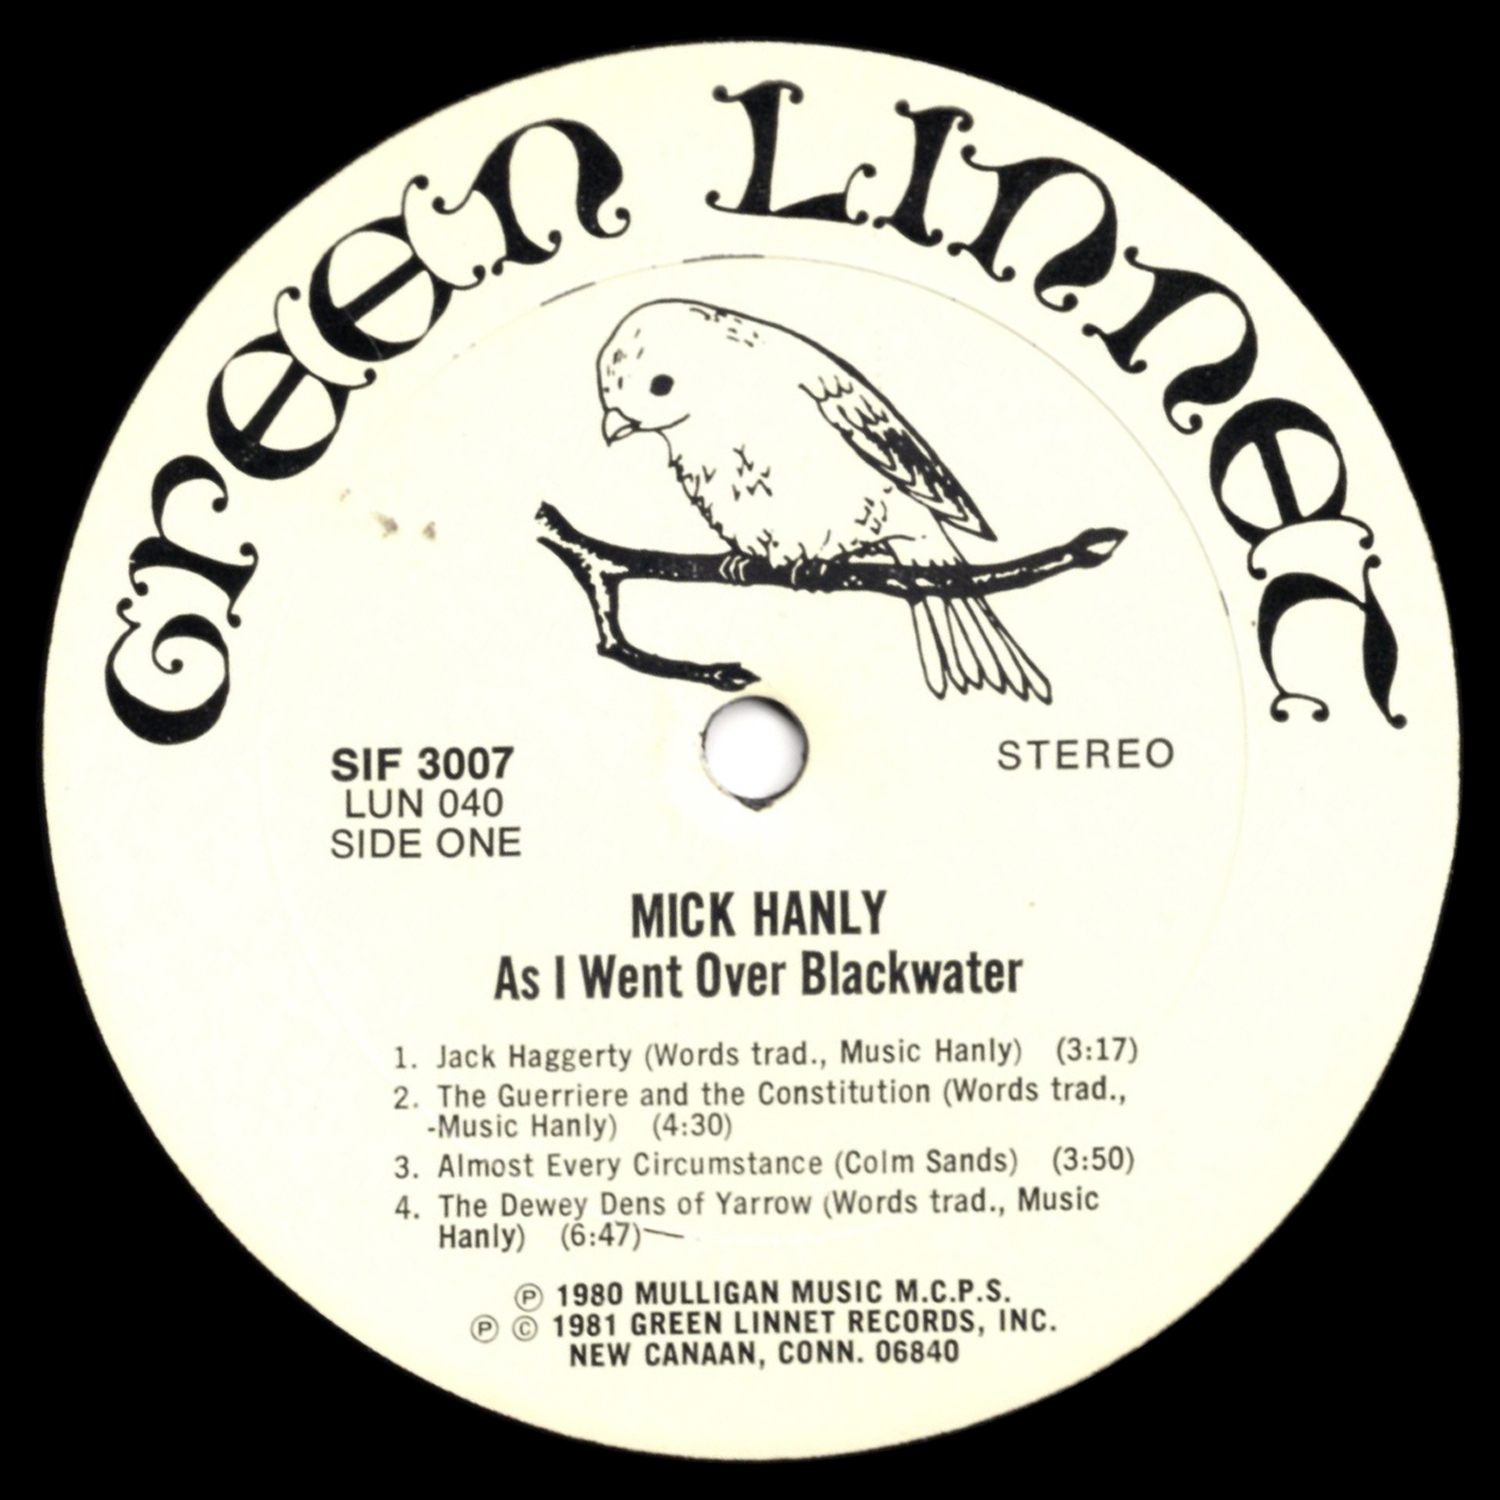 GREEN LINNET
SIF 3007
LUN 040
SIDE ONE
STEREO
MICK HANLY
As I Went Over Blackwater
1. Jack Haggerty (Words trad., Music Hanly) (3:17)
2. The Guerriere and the Constitution (Words trad.,
-Music Hanly) (4:30)
3. Almost Every Circumstance (Colm Sands) (3:50)
4. The Dewey Dens of Yarrow (Words trad., Music
Hanly) (6:47)
Ⓟ 1980 MULLIGAN MUSIC M.C.P.S.
Ⓟ © 1981 GREEN LINNET RECORDS, INC.
NEW CANAAN, CONN. 06840